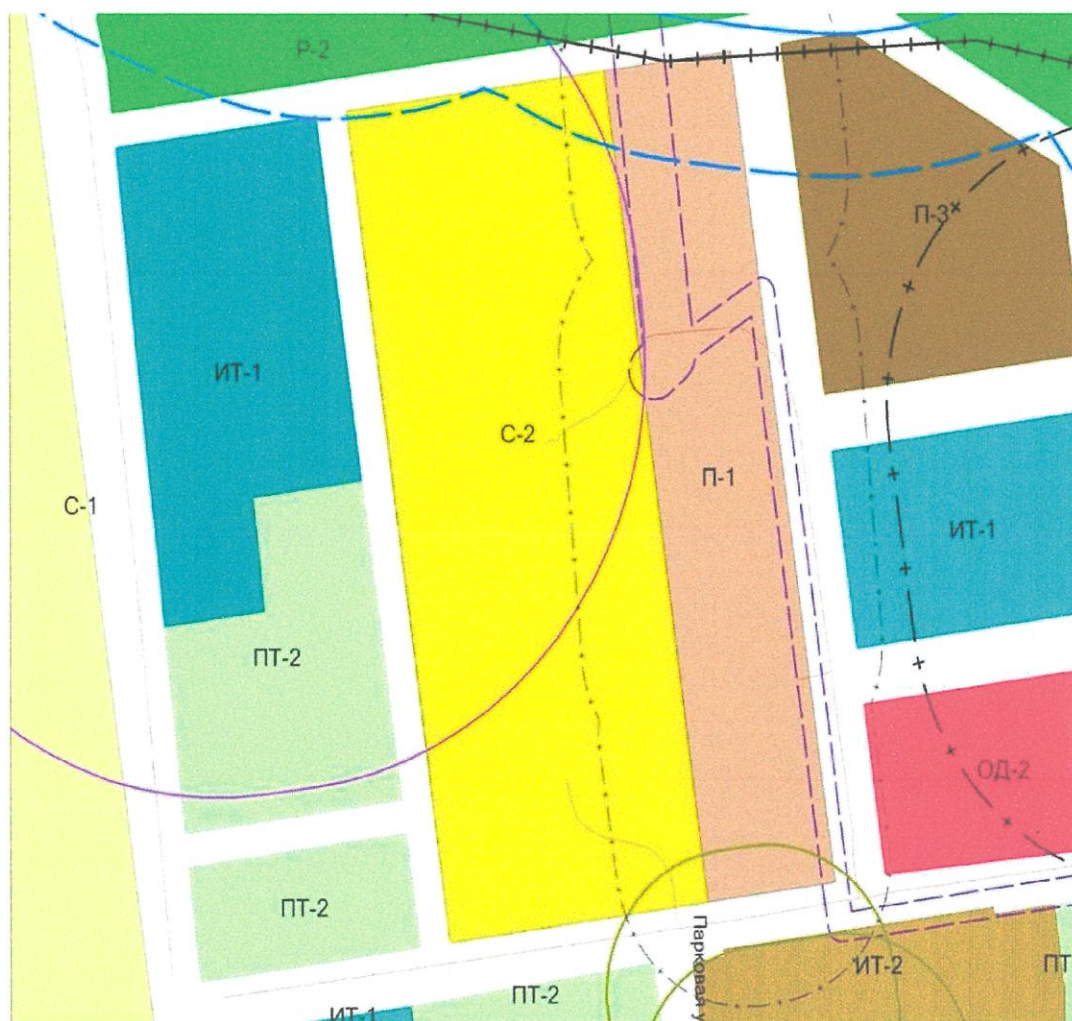 Р-2
П-3
ИТ-1
С-2
П-1
С-1
ИТ-1
ПТ-2
ОД-2
ПТ-2
Парковая у
ИТ-2
ПТ
ПТ-2
ИТ-1